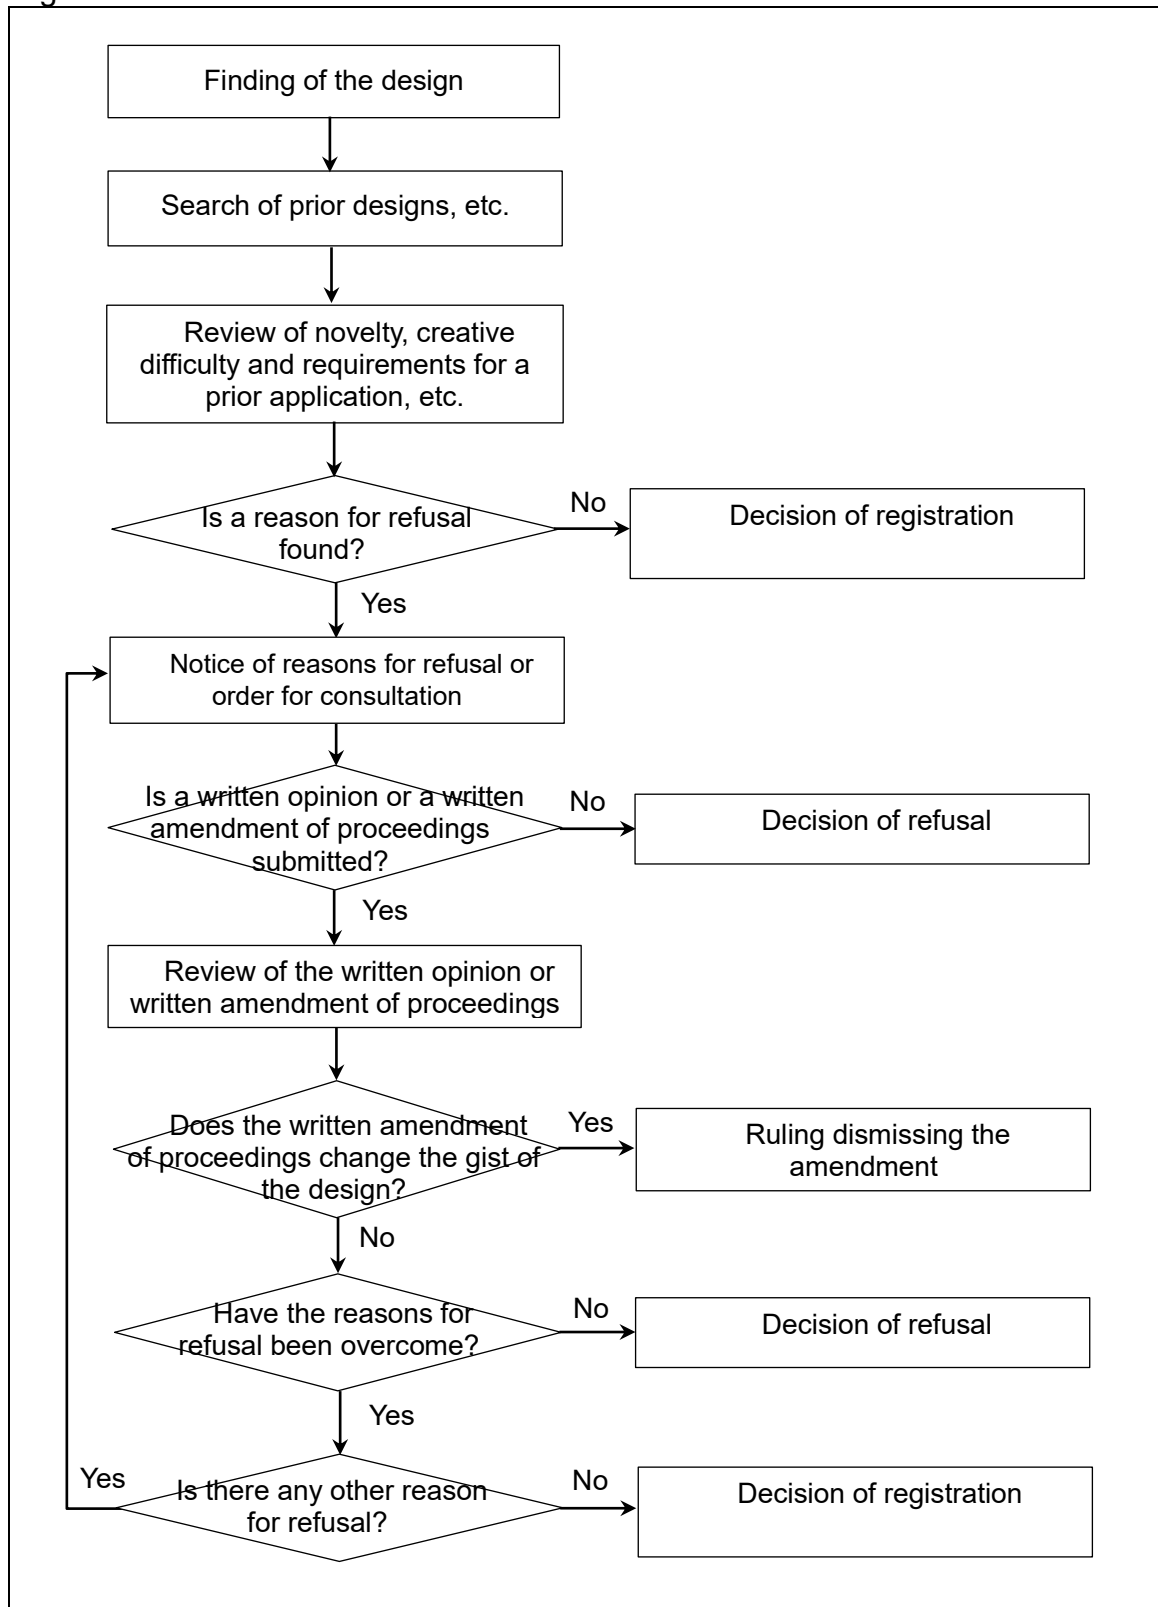 Finding of the design
Search of prior designs, etc.
Review of novelty, creative
difficulty and requirements for a
prior application, etc.
Is a reason for refusal
found?
No
Decision of registration
Yes
Notice of reasons for refusal or
order for consultation
Is a written opinion or a written
amendment of proceedings
submitted?
No
Decision of refusal
Yes
Review of the written opinion or
written amendment of proceedings
Does the written amendment
of proceedings change the gist of
the design?
Yes
Ruling dismissing the
amendment
No
Have the reasons for
refusal been overcome?
No
Decision of refusal
Yes
Yes
Is there any other reason
for refusal?
No
Decision of registration